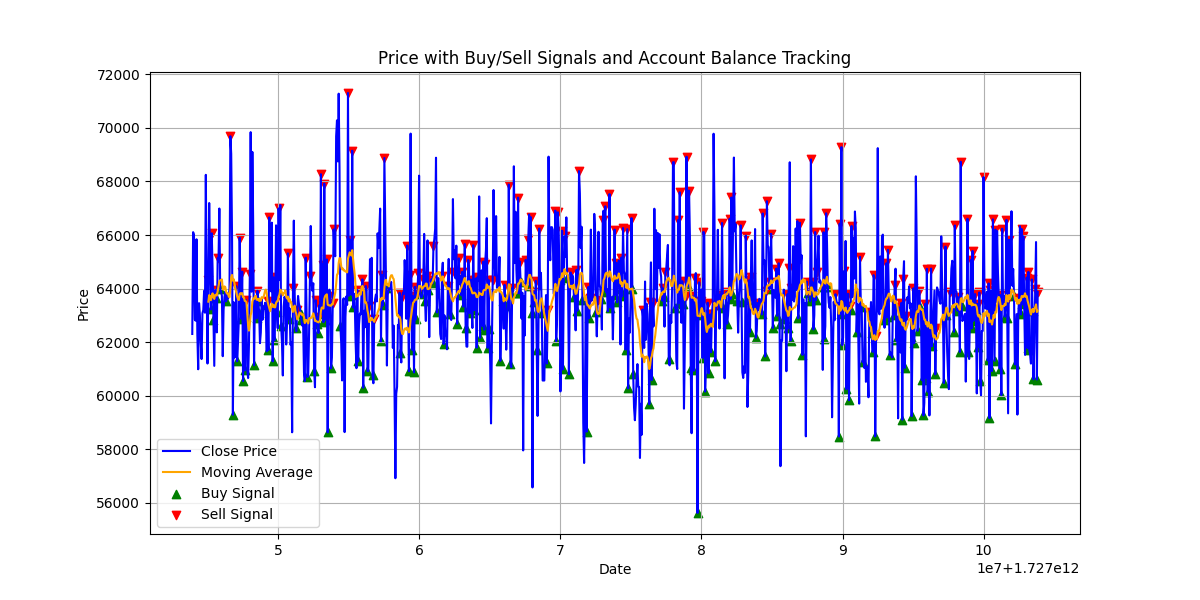 Price with Buy/Sell Signals and Account Balance Tracking
72000
70000
68000
66000
64000
62000
60000
58000
56000
Price
Close Price
Moving Average
Buy Signal
Sell Signal
5 6 7 8 9 10
1e7+1.727e12
Date